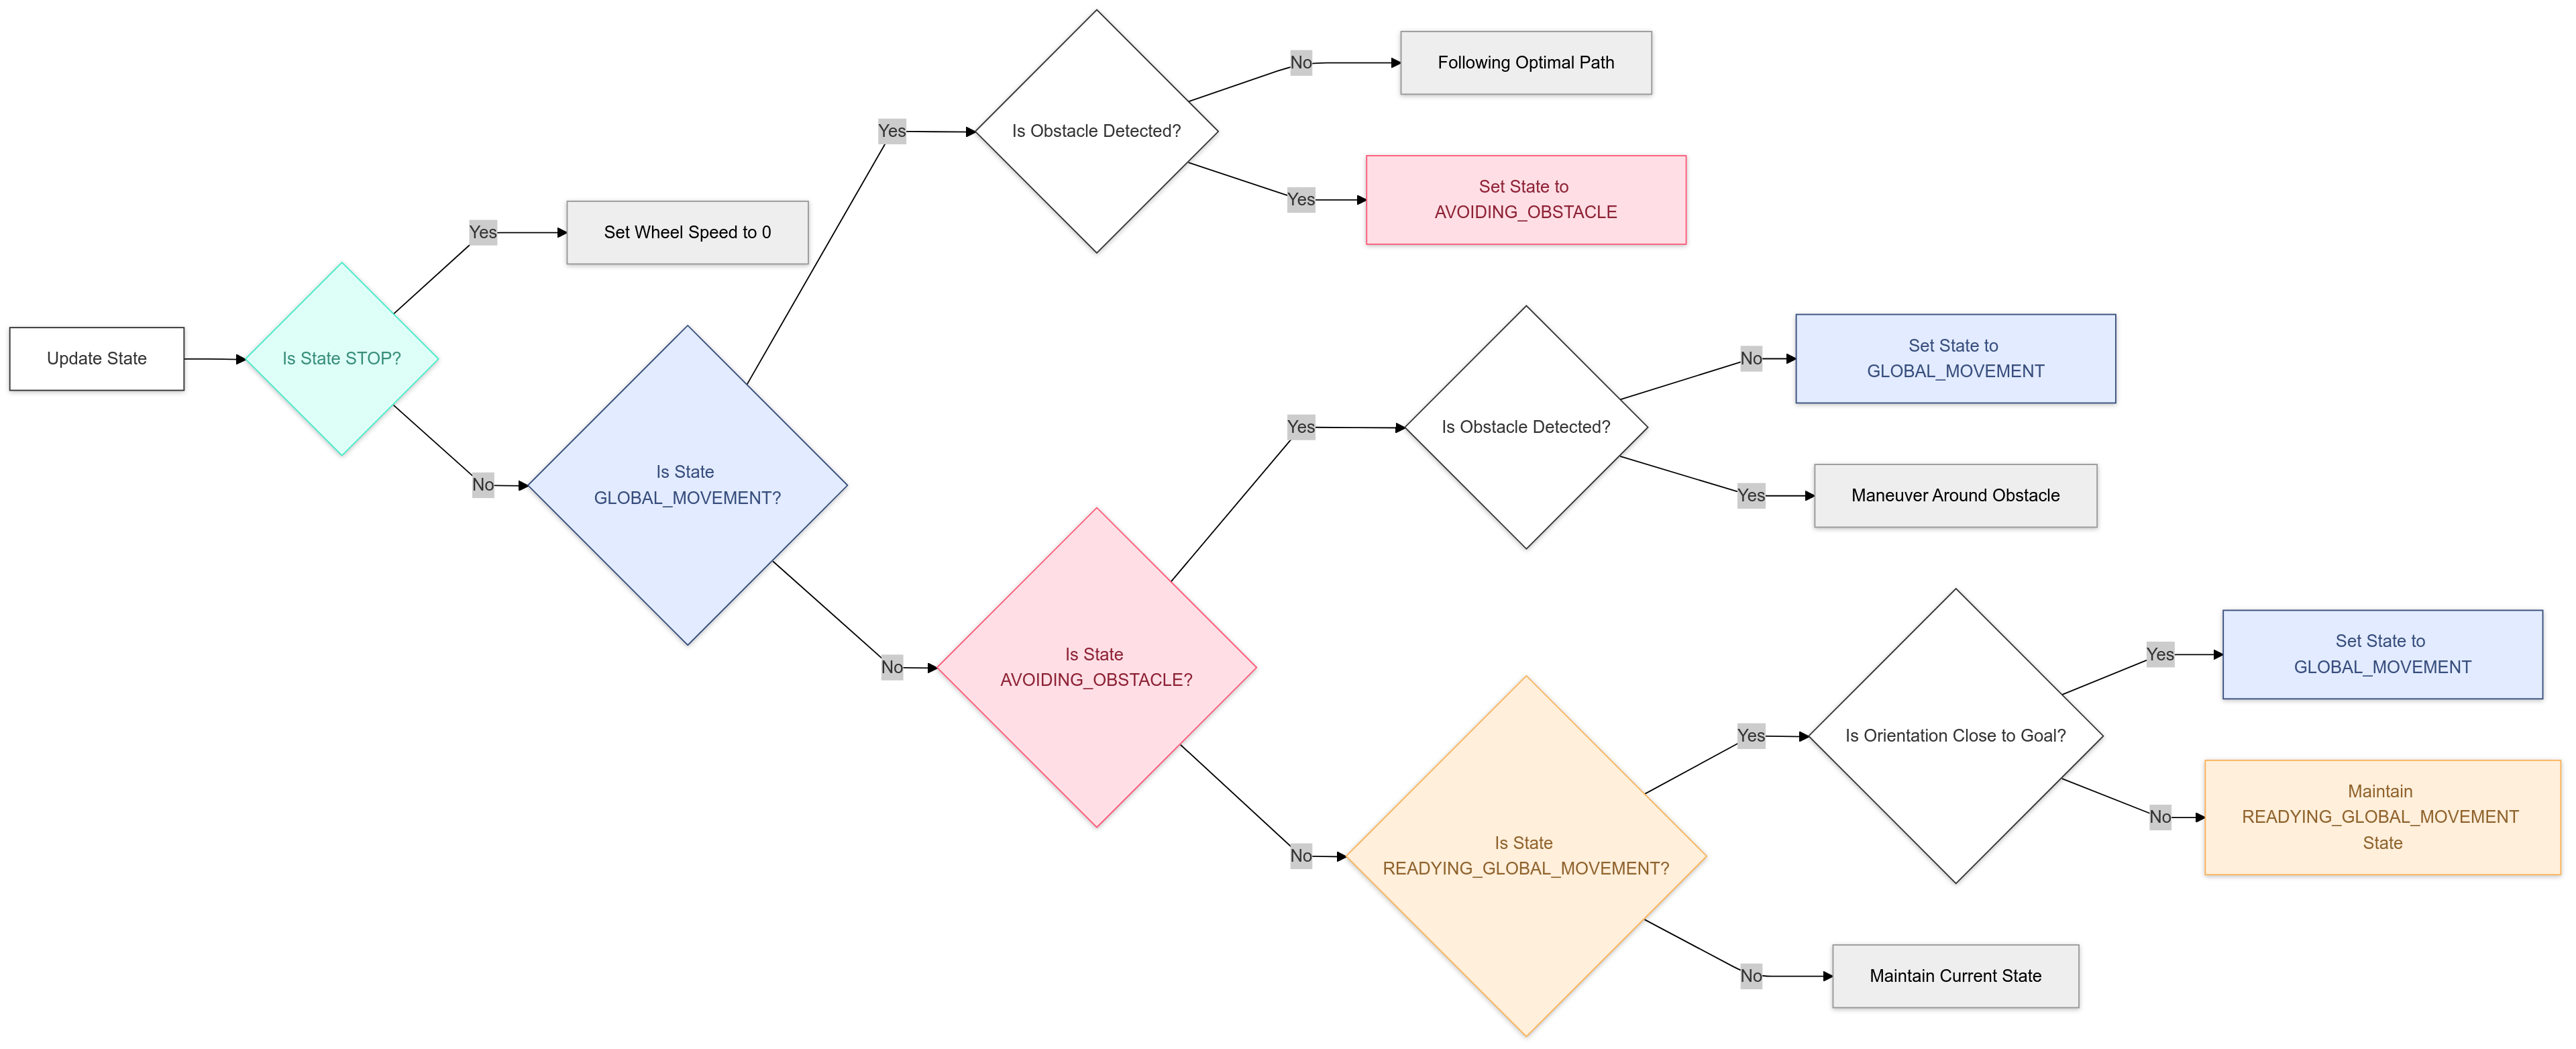 Update State
Is State STOP?
Yes
Set Wheel Speed to 0
No
Is State
GLOBAL_MOVEMENT?
Yes
Is Obstacle Detected?
No
Following Optimal Path
Yes
Set State to
AVOIDING_OBSTACLE
No
Is State
AVOIDING_OBSTACLE?
Yes
Is Obstacle Detected?
No
Set State to
GLOBAL_MOVEMENT
Yes
Maneuver Around Obstacle
No
Is State
READYING_GLOBAL_MOVEMENT?
Yes
Is Orientation Close to Goal?
Yes
Set State to
GLOBAL_MOVEMENT
No
Maintain
READYING_GLOBAL_MOVEMENT
State
No
Maintain Current State